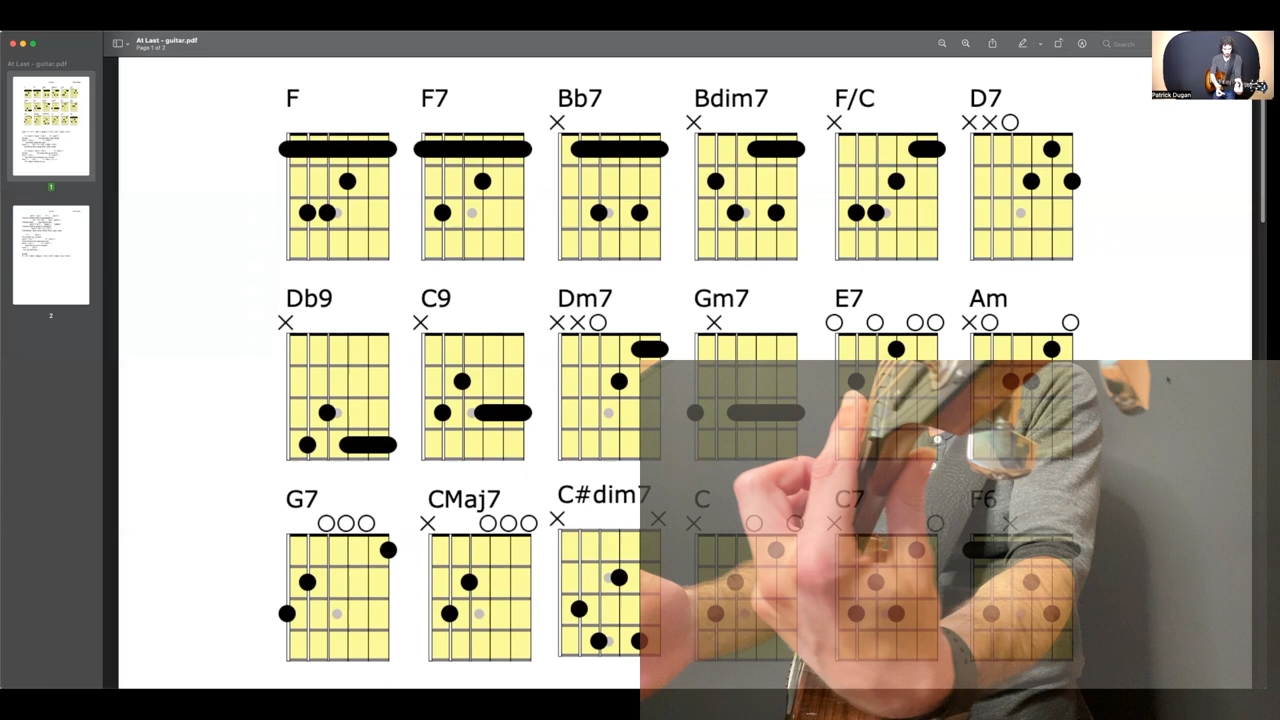 At Last - guitar.pdf
Page 1 of 2
Search
At Last - guitar.pdf
Patrick Dugan
F F7 Bb7 Bdim7 F/C D7
Db9 C9 Dm7 Gm7 E7 Am
G7 CMaj7 C#dim7 C C7 F6
1
2